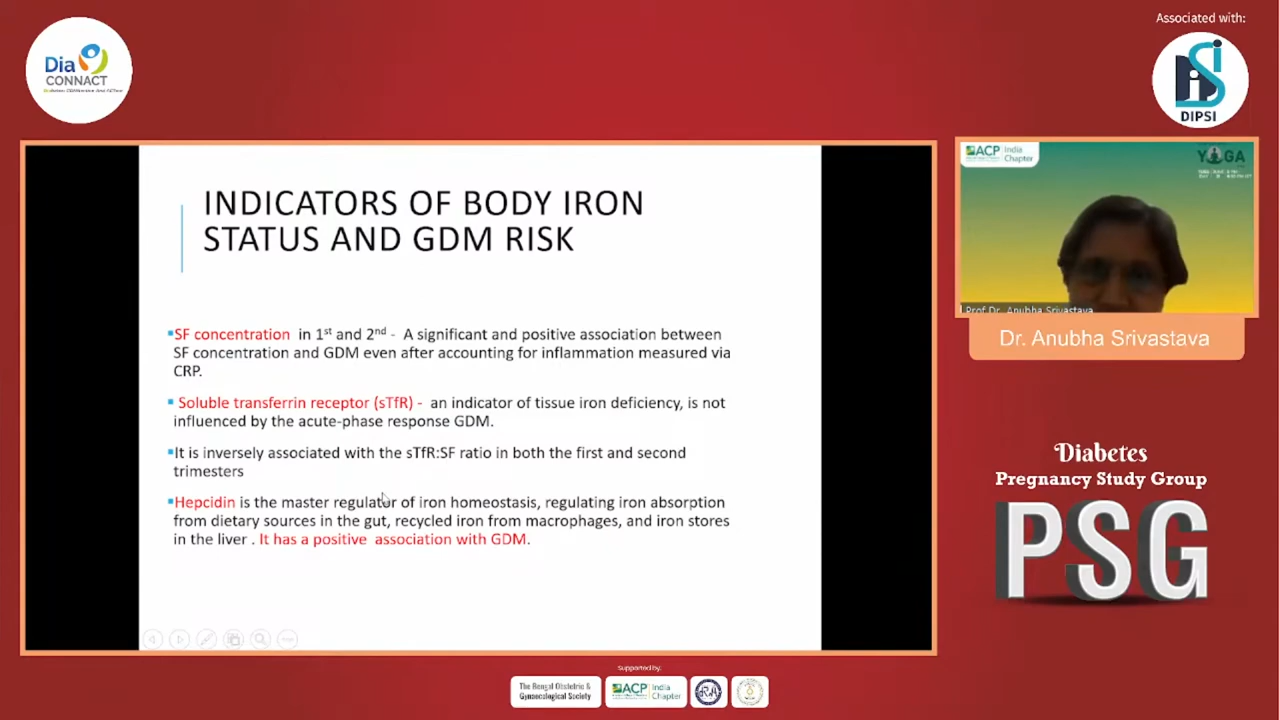 Associated with:
Dia
CONNACT
DIPSI
INDICATORS OF BODY IRON
STATUS AND GDM RISK
▪SF concentration in 1st and 2nd - A significant and positive association between
SF concentration and GDM even after accounting for inflammation measured via
CRP.
▪ Soluble transferrin receptor (sTfR) - an indicator of tissue iron deficiency, is not
influenced by the acute-phase response GDM.
▪It is inversely associated with the sTfR:SF ratio in both the first and second
trimesters
▪Hepcidin is the master regulator of iron homeostasis, regulating iron absorption
from dietary sources in the gut, recycled iron from macrophages, and iron stores
in the liver . It has a positive association with GDM.
ACP India
Chapter
YOGA
Prof.Dr. Anubha Srivastava
Dr. Anubha Srivastava
Diabetes
Pregnancy Study Group
PSG
Supported by:
The Bengal Obstetric &
Gynaecological Society
ACP India
Chapter